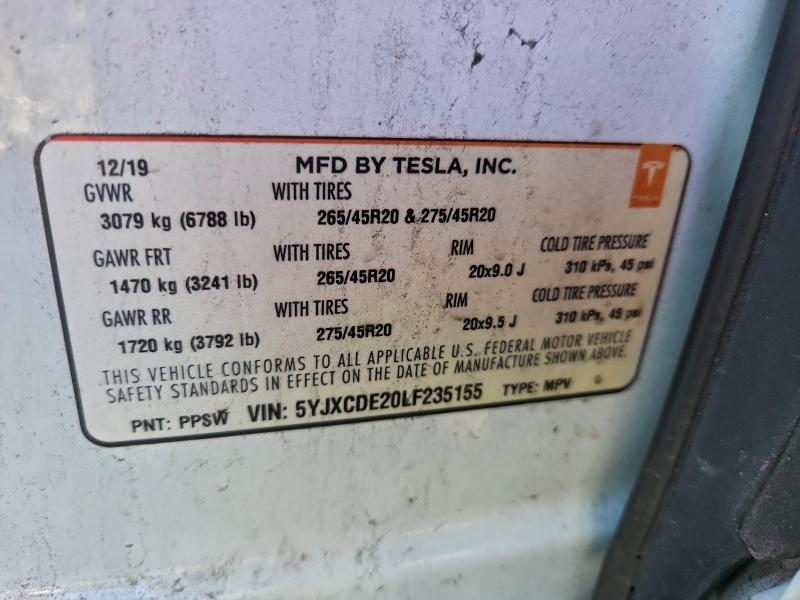 12/19 MFD BY TESLA, INC.
TESLA
GVWR WITH TIRES
3079 kg (6788 lb) 265/45R20 & 275/45R20
GAWR FRT WITH TIRES RIM COLD TIRE PRESSURE
1470 kg (3241 lb) 265/45R20 20x9.0 J 310 kPa, 45 psi
GAWR RR WITH TIRES RIM COLD TIRE PRESSURE
1720 kg (3792 lb) 275/45R20 20x9.5 J 310 kPa, 45 psi
THIS VEHICLE CONFORMS TO ALL APPLICABLE U.S. FEDERAL MOTOR VEHICLE
SAFETY STANDARDS IN EFFECT ON THE DATE OF MANUFACTURE SHOWN ABOVE.
PNT: PPSW VIN: 5YJXCDE20LF235155 TYPE: MPV